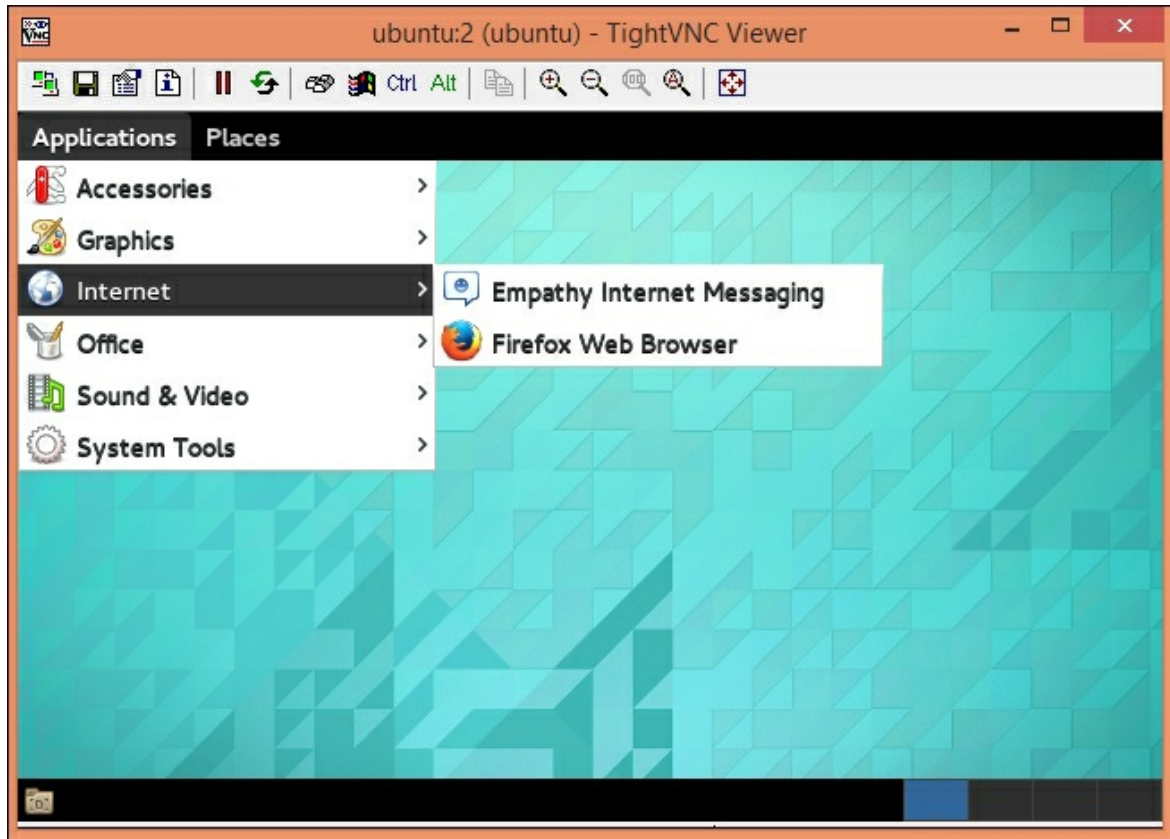 ubuntu:2 (ubuntu) - TightVNC Viewer
Ctrl Alt
Applications Places
Accessories
Graphics
Internet
Empathy Internet Messaging
Office
Firefox Web Browser
Sound & Video
System Tools